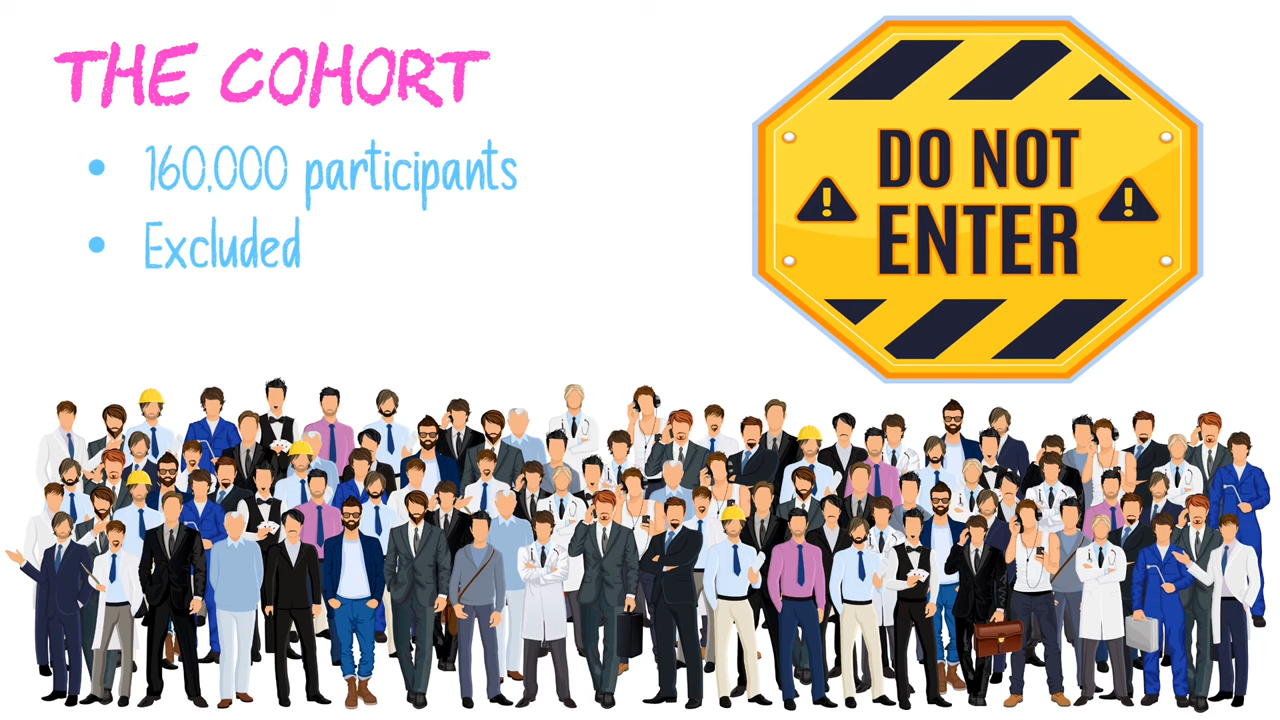 THE COHORT
• 160,000 participants
• Excluded
DO NOT
ENTER